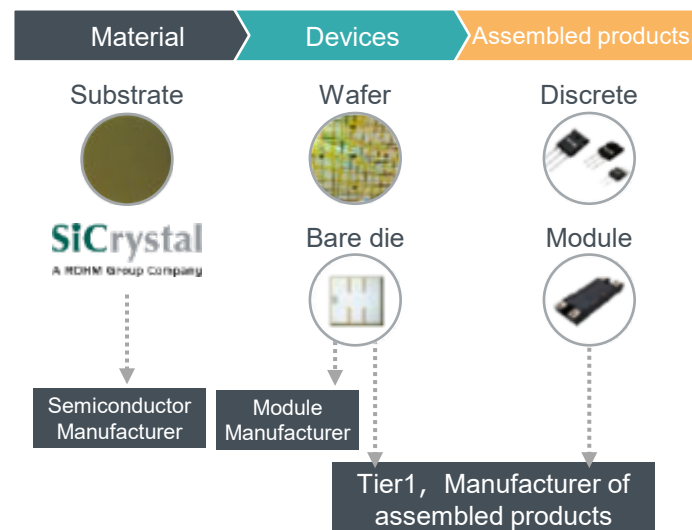 Material
Devices
Assembled products
Substrate
Wafer
Discrete
SiCrystal
A ROHM Group Company
Bare die
Module
Semiconductor
Manufacturer
Module
Manufacturer
Tier1, Manufacturer of
assembled products